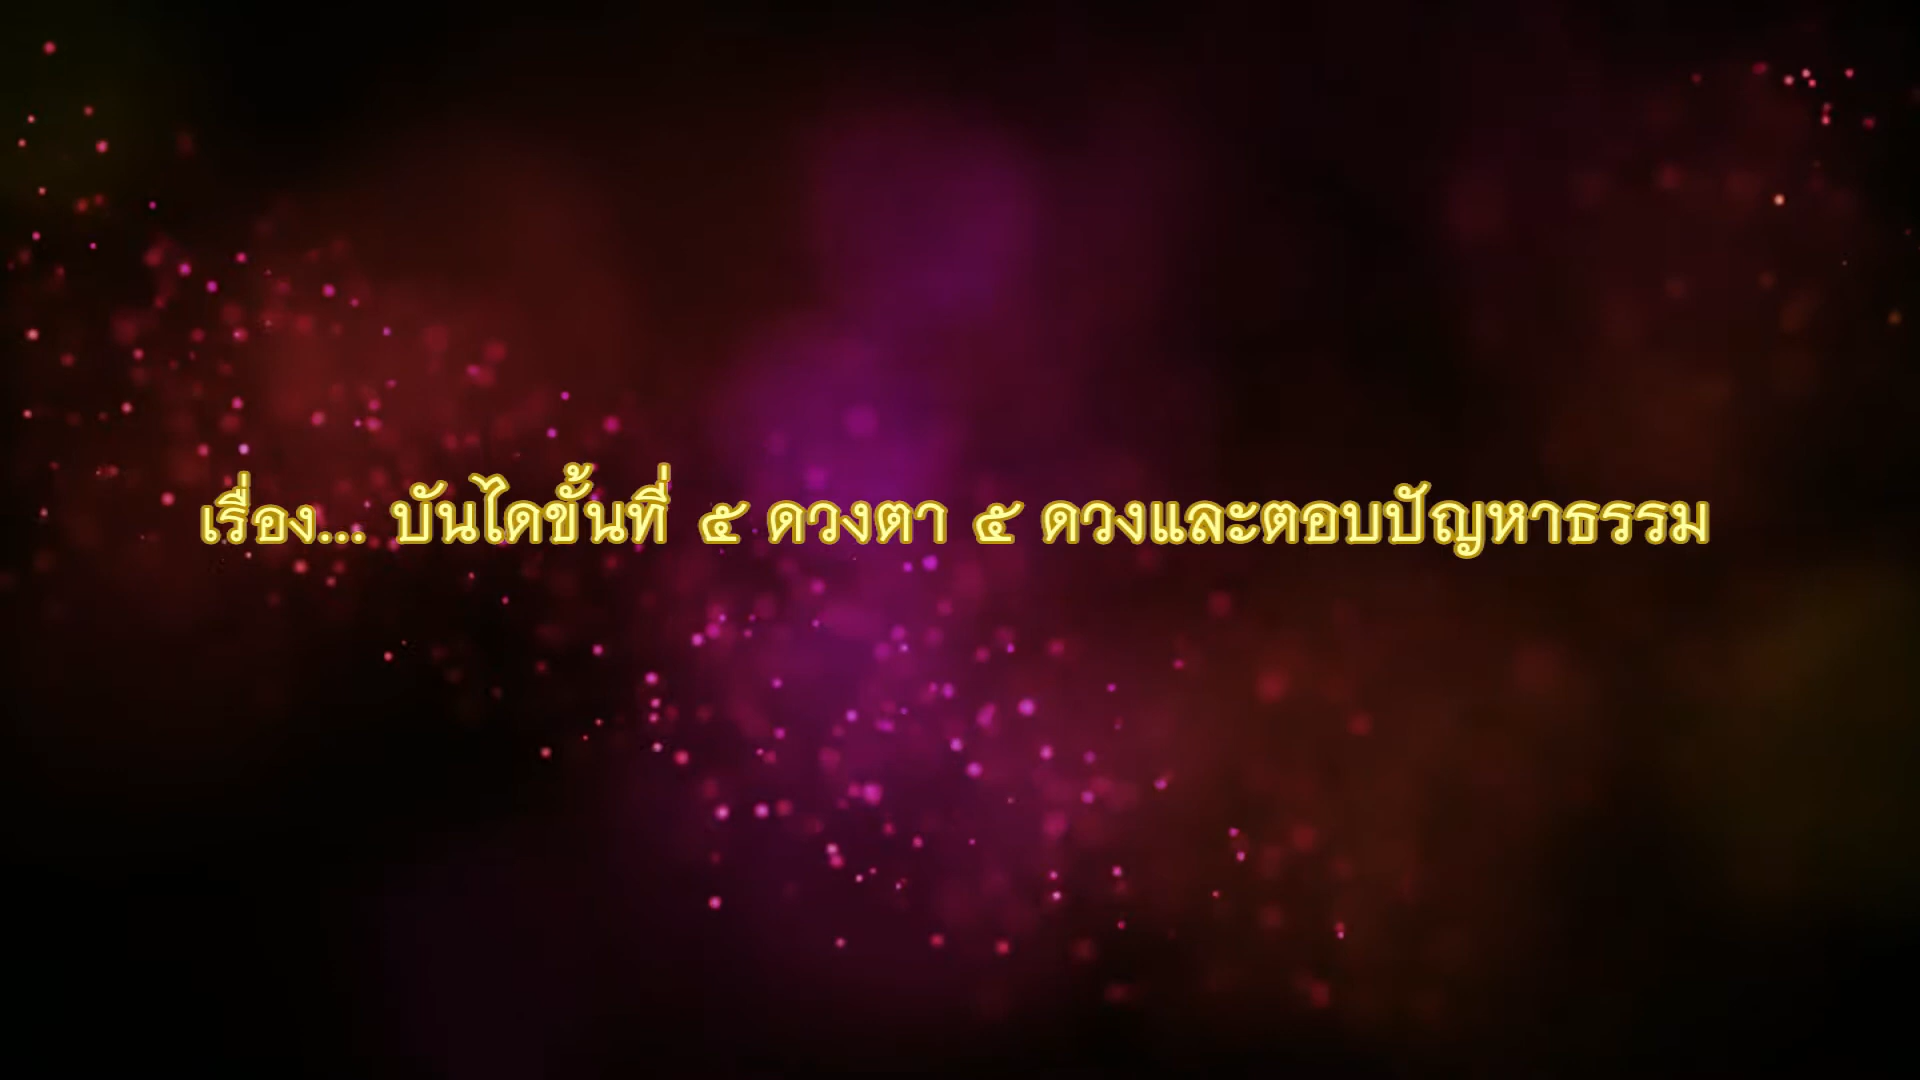 เรื่อง... บันไดขั้นที่ ๕ ดวงตา ๕ ดวงและตอบปัญหาธรรม